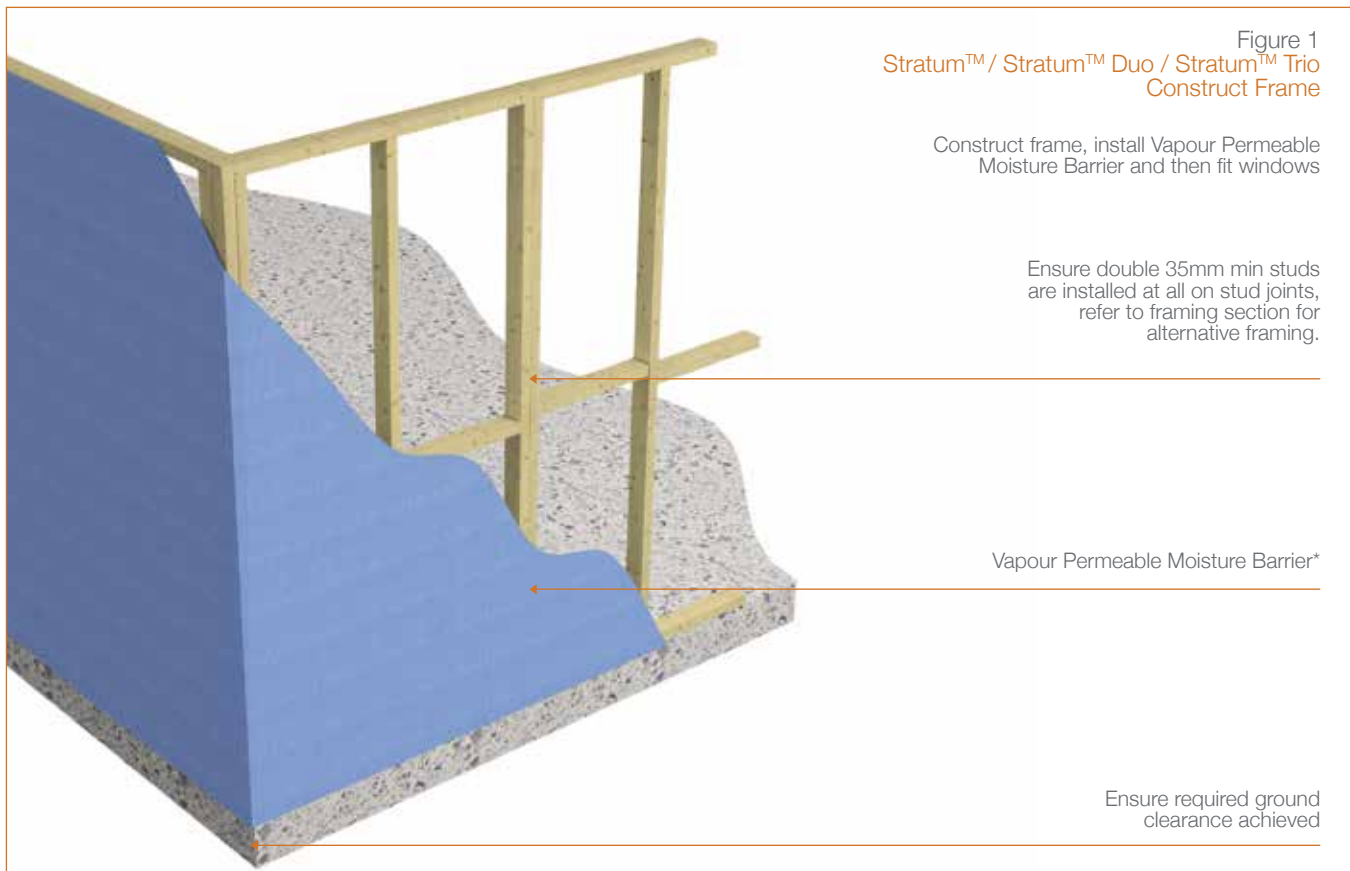 Figure 1
Stratum™ / Stratum™ Duo / Stratum™ Trio
Construct Frame
Construct frame, install Vapour Permeable
Moisture Barrier and then fit windows
Ensure double 35mm min studs
are installed at all on stud joints,
refer to framing section for
alternative framing.
Vapour Permeable Moisture Barrier*
Ensure required ground
clearance achieved